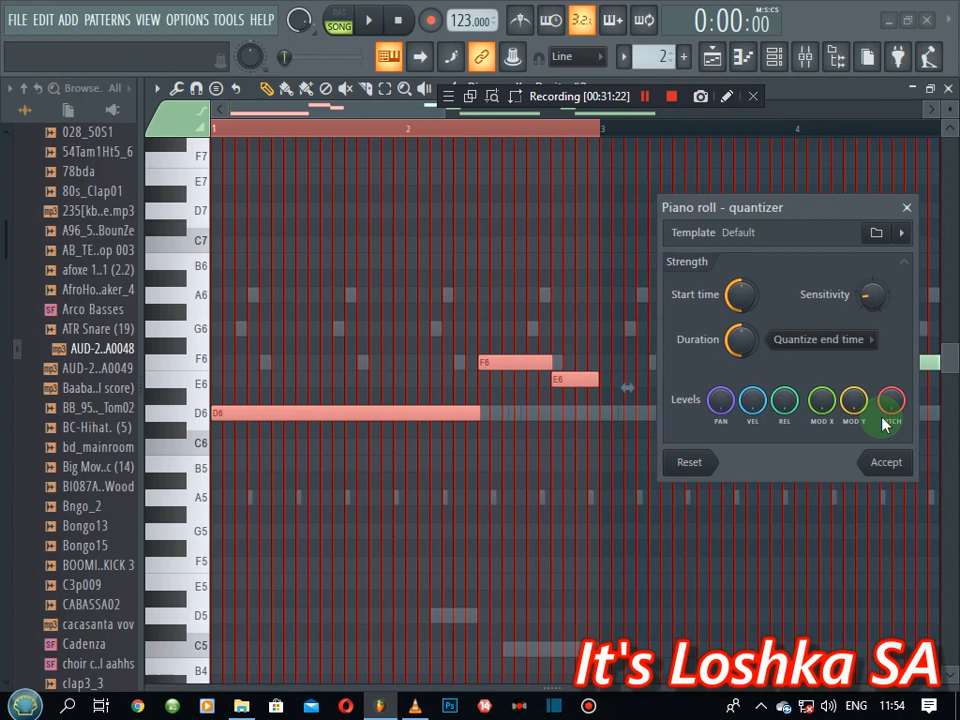 FILE EDIT ADD PATTERNS VIEW OPTIONS TOOLS HELP
PAT
SONG
123.000
3.2.
0:00:00
M:S:CS
Line
2
Browse..
All
Recording [00:31:22]
028_50S1
54Tam1Ht5_6
78bda
80s_Clap01
235[kb..e.mp3
A96_5..BounZe
AB_TE..op 003
afoxe 1..1 (2.2)
AfroHo..aker_4
Arco Basses
ATR Snare (19)
AUD-2..A0048
AUD-2..A0049
Baaba..l score)
BB_95.._Tom02
BC-Hihat. (5)
bd_mainroom
Big Mov..c (14)
BI087A..Wood
Bngo_2
Bongo13
Bongo15
BOOMI..KICK 3
C3p009
CABASSA02
cacasanta vov
Cadenza
choir c..l aahhs
clap3_3
1
2
3
4
F7
E7
D7
C7
B6
A6
G6
F6
E6
D6
C6
B5
A5
G5
F5
E5
D5
C5
B4
F6
E6
D6
Piano roll - quantizer
Template Default
Strength
Start time
Sensitivity
Duration
Quantize end time
Levels
PAN
VEL
REL
MOD X
MOD Y
Reset
Accept
It's Loshka SA
Ps
14
ENG
11:54